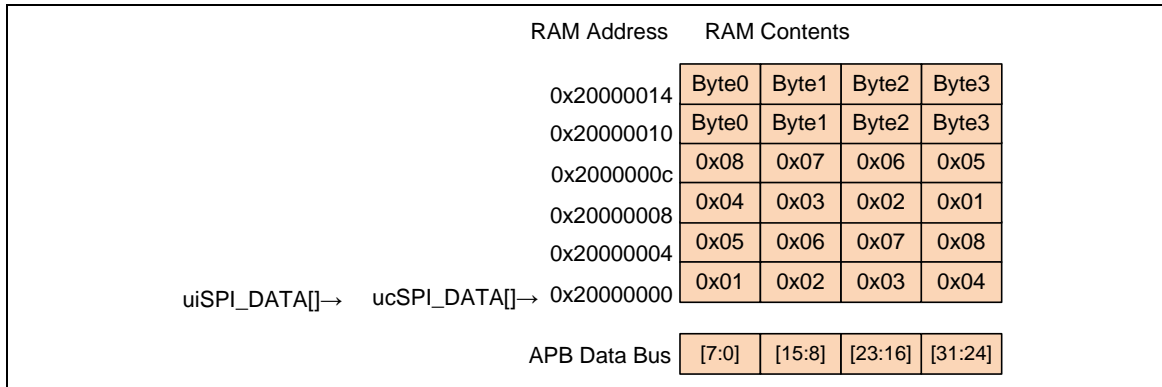 RAM Address RAM Contents
0x20000014 Byte0 Byte1 Byte2 Byte3
0x20000010 Byte0 Byte1 Byte2 Byte3
0x2000000c 0x08 0x07 0x06 0x05
0x20000008 0x04 0x03 0x02 0x01
0x20000004 0x05 0x06 0x07 0x08
uiSPI_DATA[]→ ucSPI_DATA[]→ 0x20000000 0x01 0x02 0x03 0x04
APB Data Bus [7:0] [15:8] [23:16] [31:24]